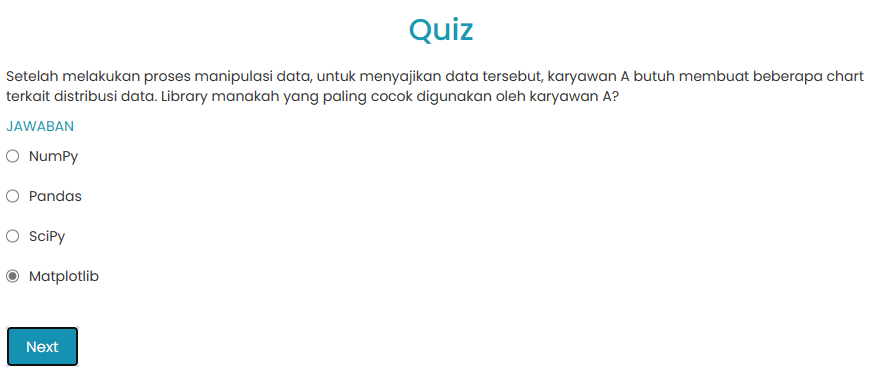 Quiz
Setelah melakukan proses manipulasi data, untuk menyajikan data tersebut, karyawan A butuh membuat beberapa chart
terkait distribusi data. Library manakah yang paling cocok digunakan oleh karyawan A?
JAWABAN
NumPy
Pandas
SciPy
Matplotlib
Next